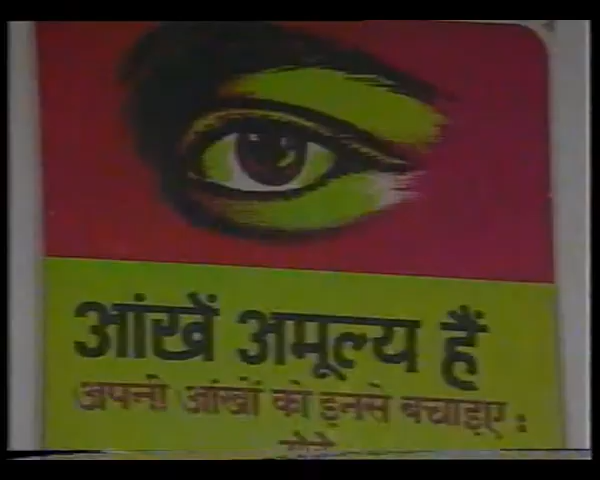 आंखें अमूल्य हैं
अपनी आंखों को इनसे बचाइए :